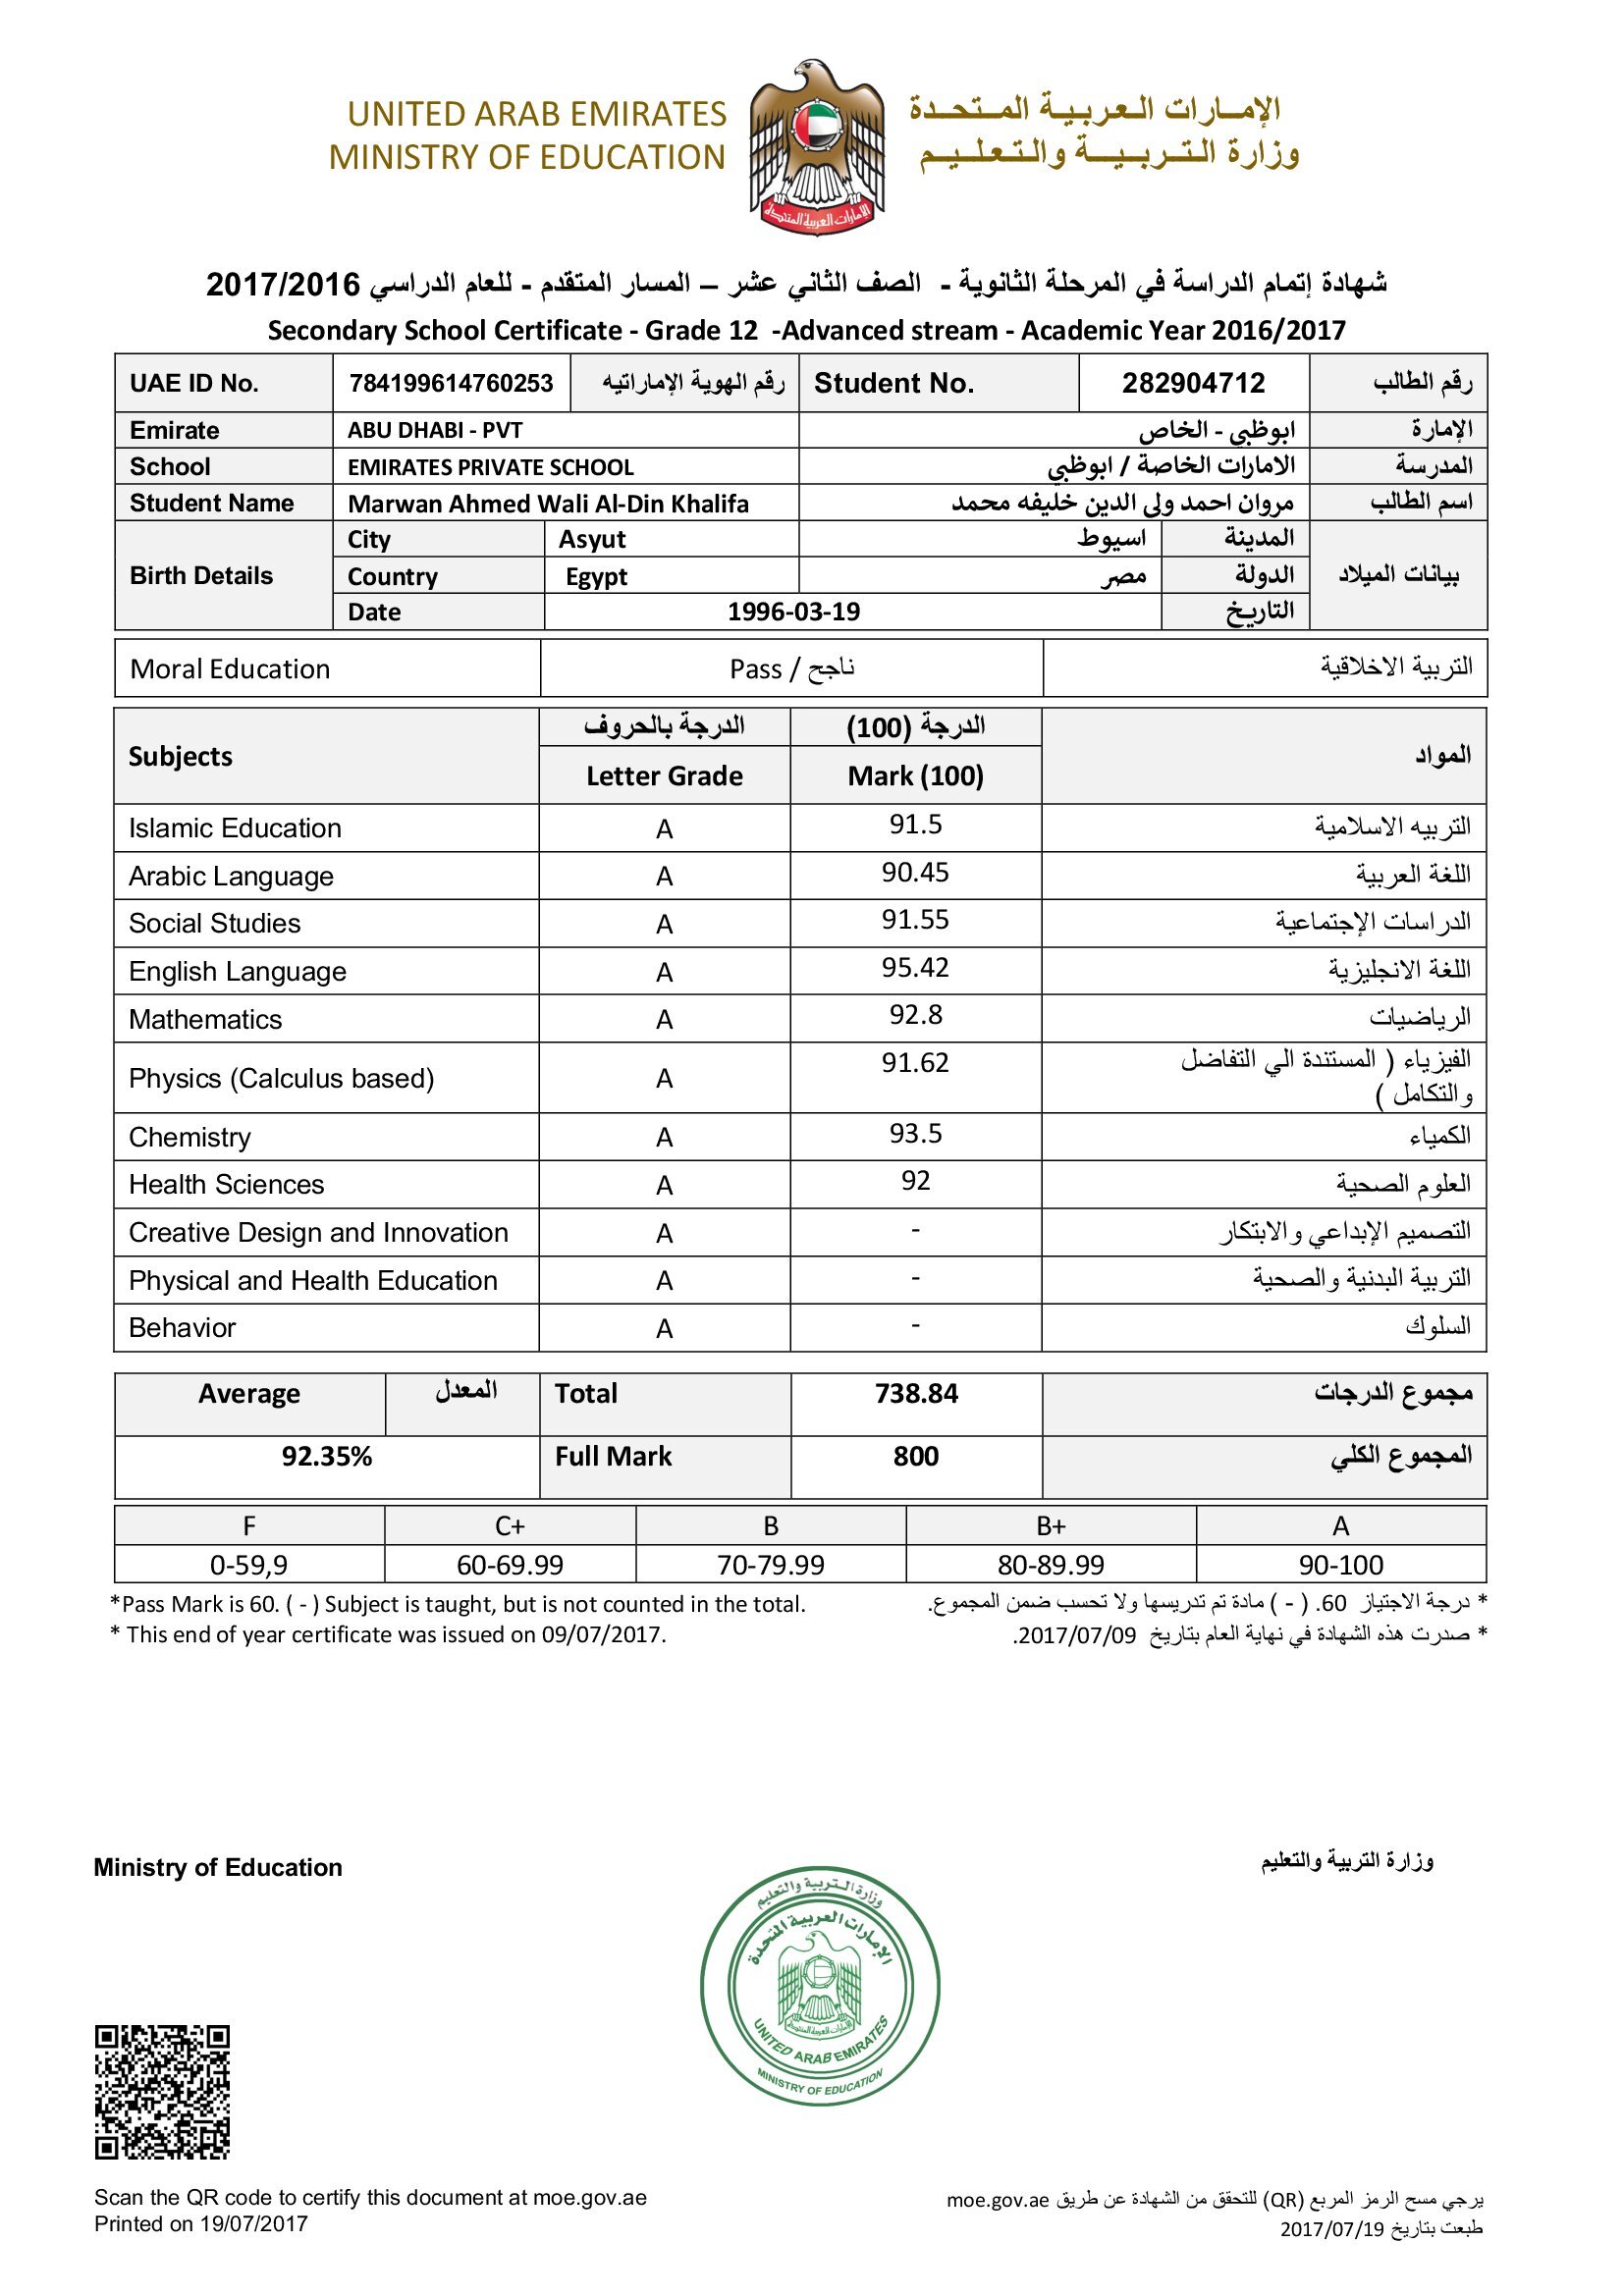 UNITED ARAB EMIRATES
MINISTRY OF EDUCATION
الإمـارات الـعـربـيـة المـتـحـدة
وزارة الـتـربـيـة والـتـعـلـيـم
الإمارات العربية المتحدة
شهادة إتمام الدراسة في المرحلة الثانوية - الصف الثاني عشر – المسار المتقدم - للعام الدراسي 2017/2016
Secondary School Certificate - Grade 12 -Advanced stream - Academic Year 2016/2017
UAE ID No. 784199614760253 رقم الهوية الإماراتيه Student No. 282904712 رقم الطالب
Emirate ABU DHABI - PVT ابوظبي - الخاص الإمارة
School EMIRATES PRIVATE SCHOOL الامارات الخاصة / ابوظبي المدرسة
Student Name Marwan Ahmed Wali Al-Din Khalifa مروان احمد ولي الدين خليفه محمد اسم الطالب
Birth Details City Asyut اسيوط المدينة بيانات الميلاد
Country Egypt مصر الدولة
Date 1996-03-19 التاريخ
Moral Education Pass / ناجح التربية الاخلاقية
Subjects الدرجة بالحروف الدرجة (100) المواد
Letter Grade Mark (100)
Islamic Education A 91.5 التربيه الاسلامية
Arabic Language A 90.45 اللغة العربية
Social Studies A 91.55 الدراسات الإجتماعية
English Language A 95.42 اللغة الانجليزية
Mathematics A 92.8 الرياضيات
Physics (Calculus based) A 91.62 الفيزياء ( المستندة الي التفاضل
والتكامل )
Chemistry A 93.5 الكمياء
Health Sciences A 92 العلوم الصحية
Creative Design and Innovation A - التصميم الإبداعي والابتكار
Physical and Health Education A - التربية البدنية والصحية
Behavior A - السلوك
Average المعدل Total 738.84 مجموع الدرجات
92.35% Full Mark 800 المجموع الكلي
F C+ B B+ A
0-59,9 60-69.99 70-79.99 80-89.99 90-100
*Pass Mark is 60. ( - ) Subject is taught, but is not counted in the total.
* درجة الاجتياز 60. ( - ) مادة تم تدريسها ولا تحسب ضمن المجموع.
* This end of year certificate was issued on 09/07/2017.
* صدرت هذه الشهادة في نهاية العام بتاريخ 2017/07/09.
Ministry of Education
وزارة التربية والتعليم
وزارة التربية والتعليم
الإمارات العربية المتحدة
الإمارات العربية المتحدة
UNITED ARAB EMIRATES
MINISTRY OF EDUCATION
Scan the QR code to certify this document at moe.gov.ae
يرجي مسح الرمز المربع (QR) للتحقق من الشهادة عن طريق moe.gov.ae
Printed on 19/07/2017
طبعت بتاريخ 2017/07/19